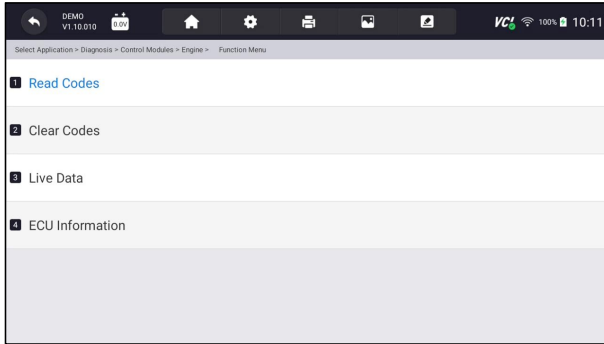 DEMO
V1.10.010
0.0V
VCI 100% 10:11
Select Application > Diagnosis > Control Modules > Engine > Function Menu
1 Read Codes
2 Clear Codes
3 Live Data
4 ECU Information